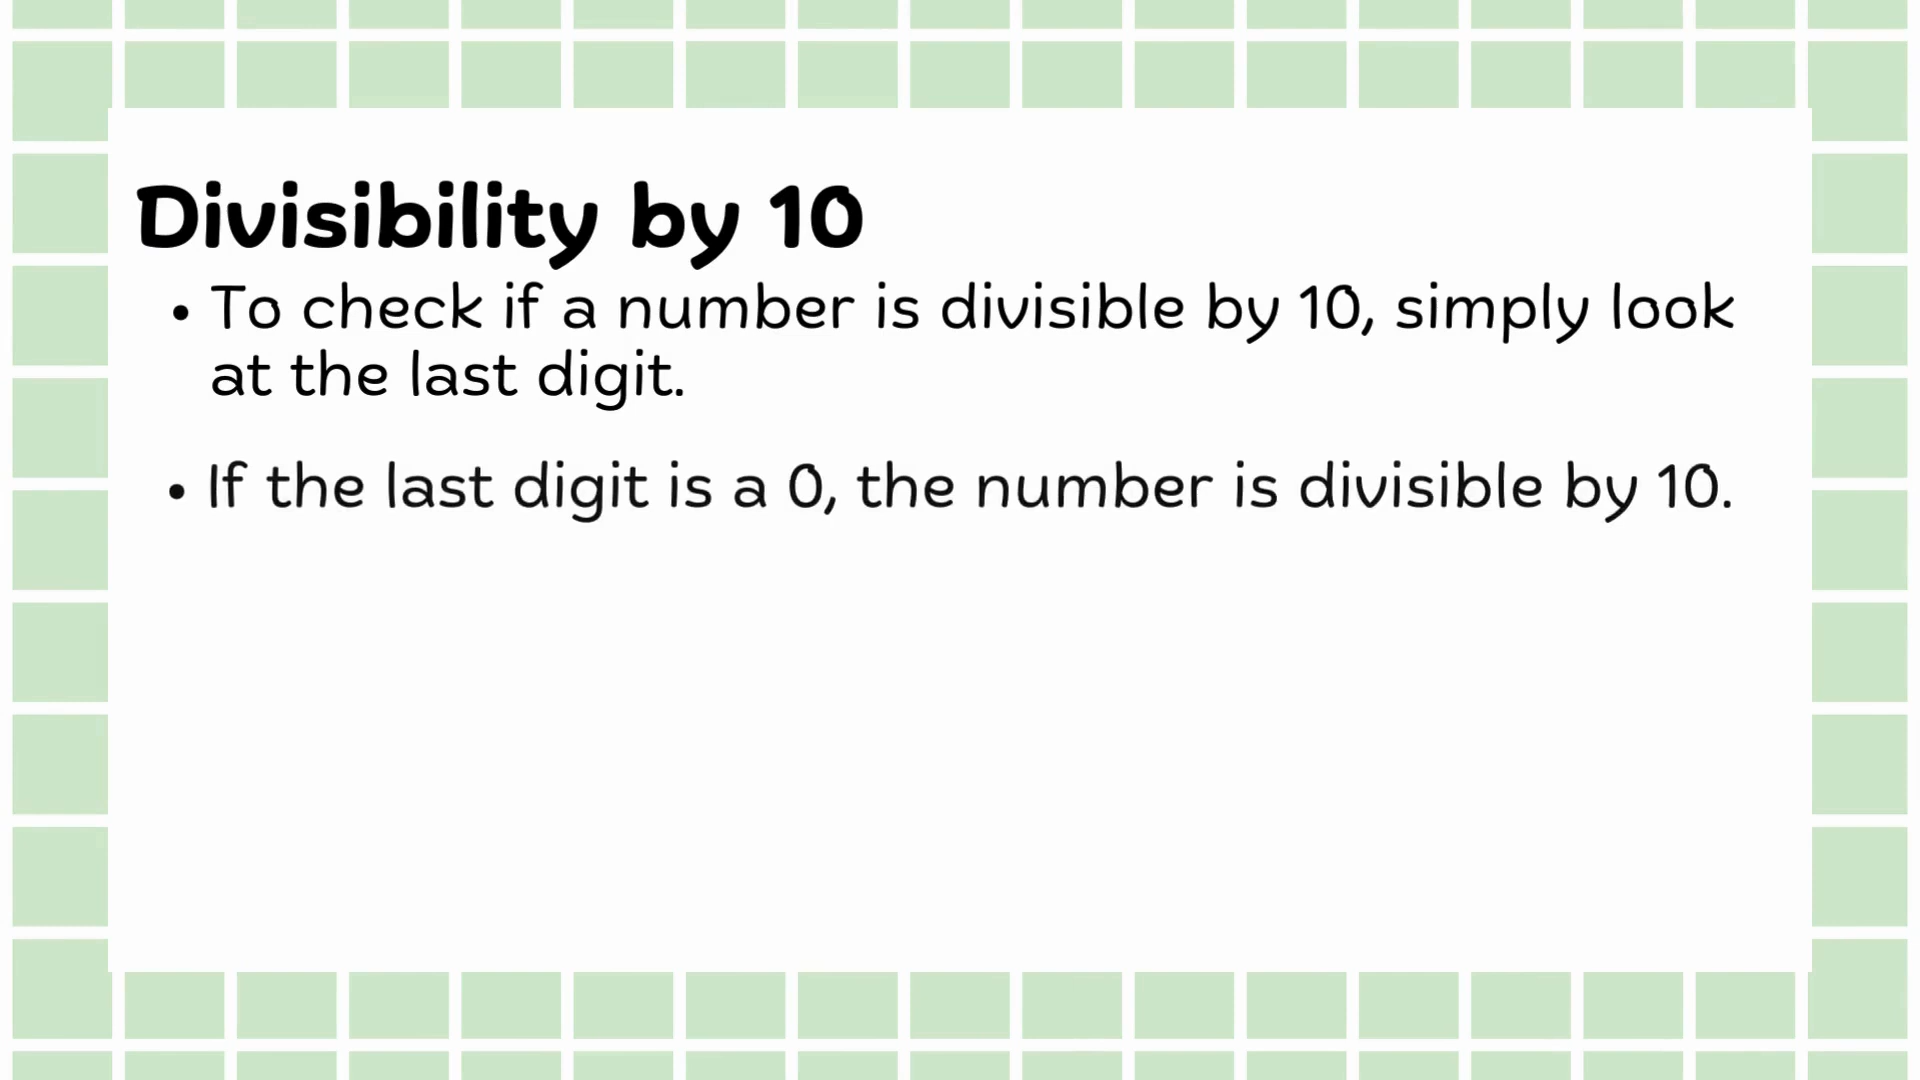 Divisibility by 10
• To check if a number is divisible by 10, simply look
at the last digit.
• If the last digit is a 0, the number is divisible by 10.